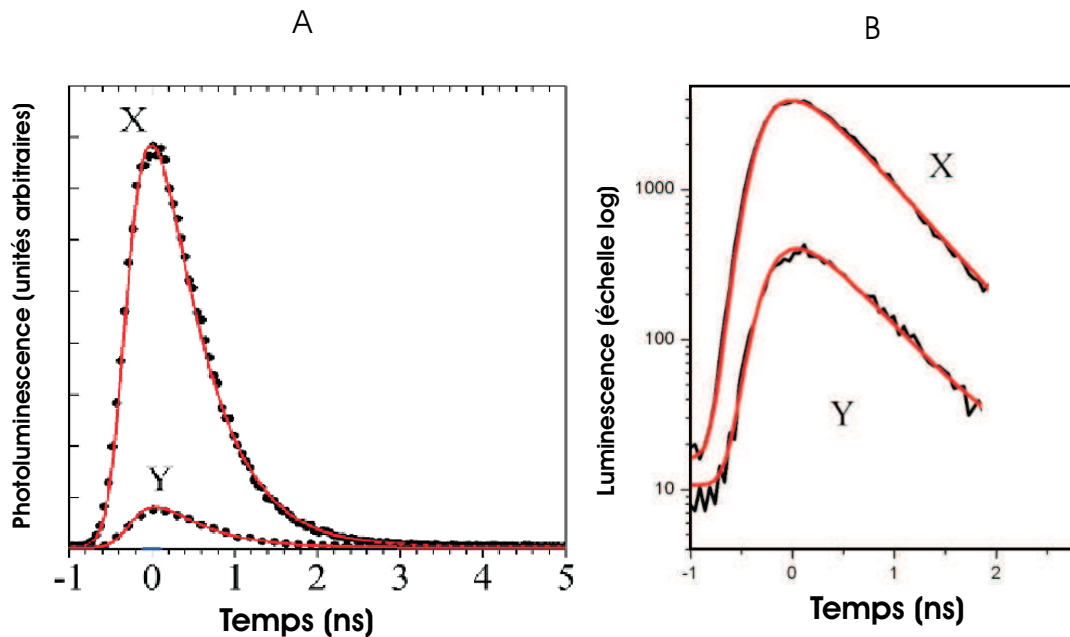 A
Photoluminescence (unités arbitraires)
X
Y
-1 0 1 2 3 4 5
Temps (ns)
B
Luminescence (échelle log)
1000
100
10
X
Y
-1 0 1 2
Temps (ns)